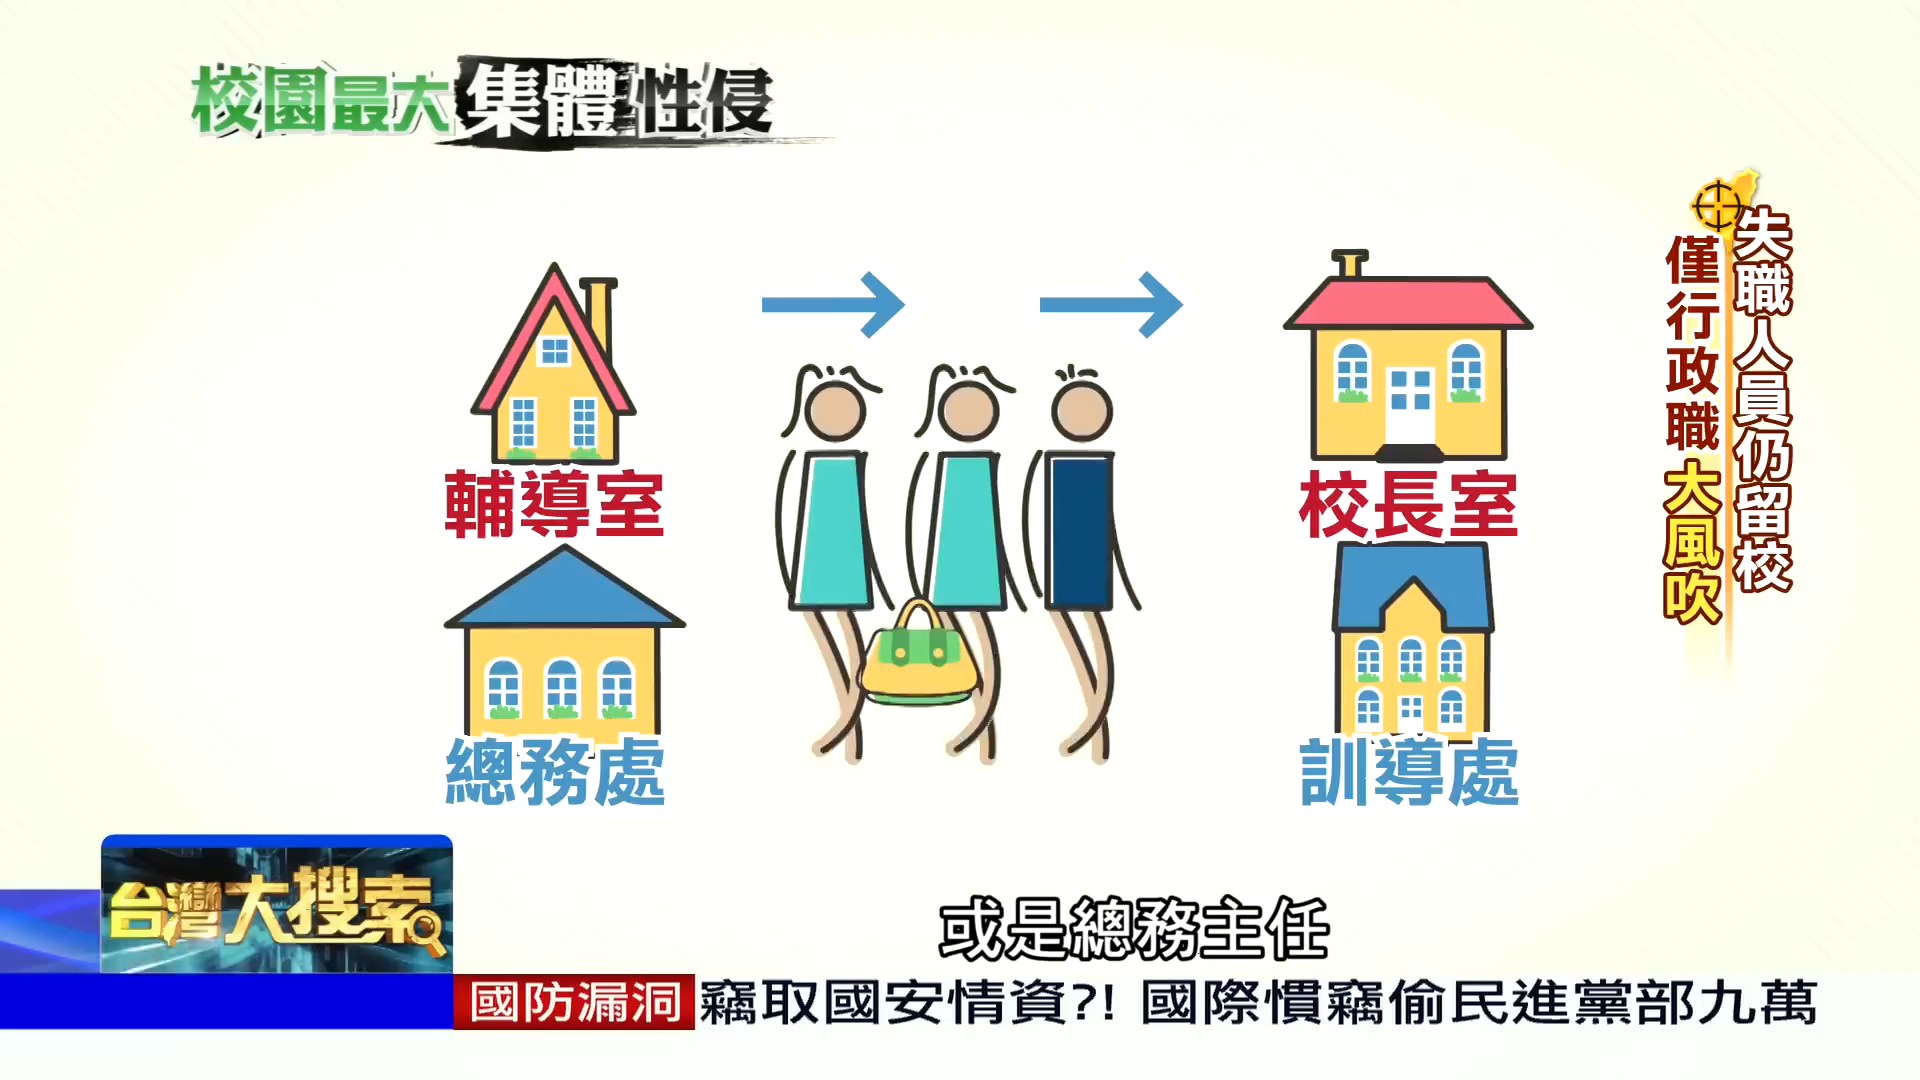 校園最大集體性侵
失職人員仍留校
僅行政職 大風吹
輔導室
校長室
總務處
訓導處
台灣大搜索
或是總務主任
國防漏洞 竊取國安情資?! 國際慣竊偷民進黨部九萬